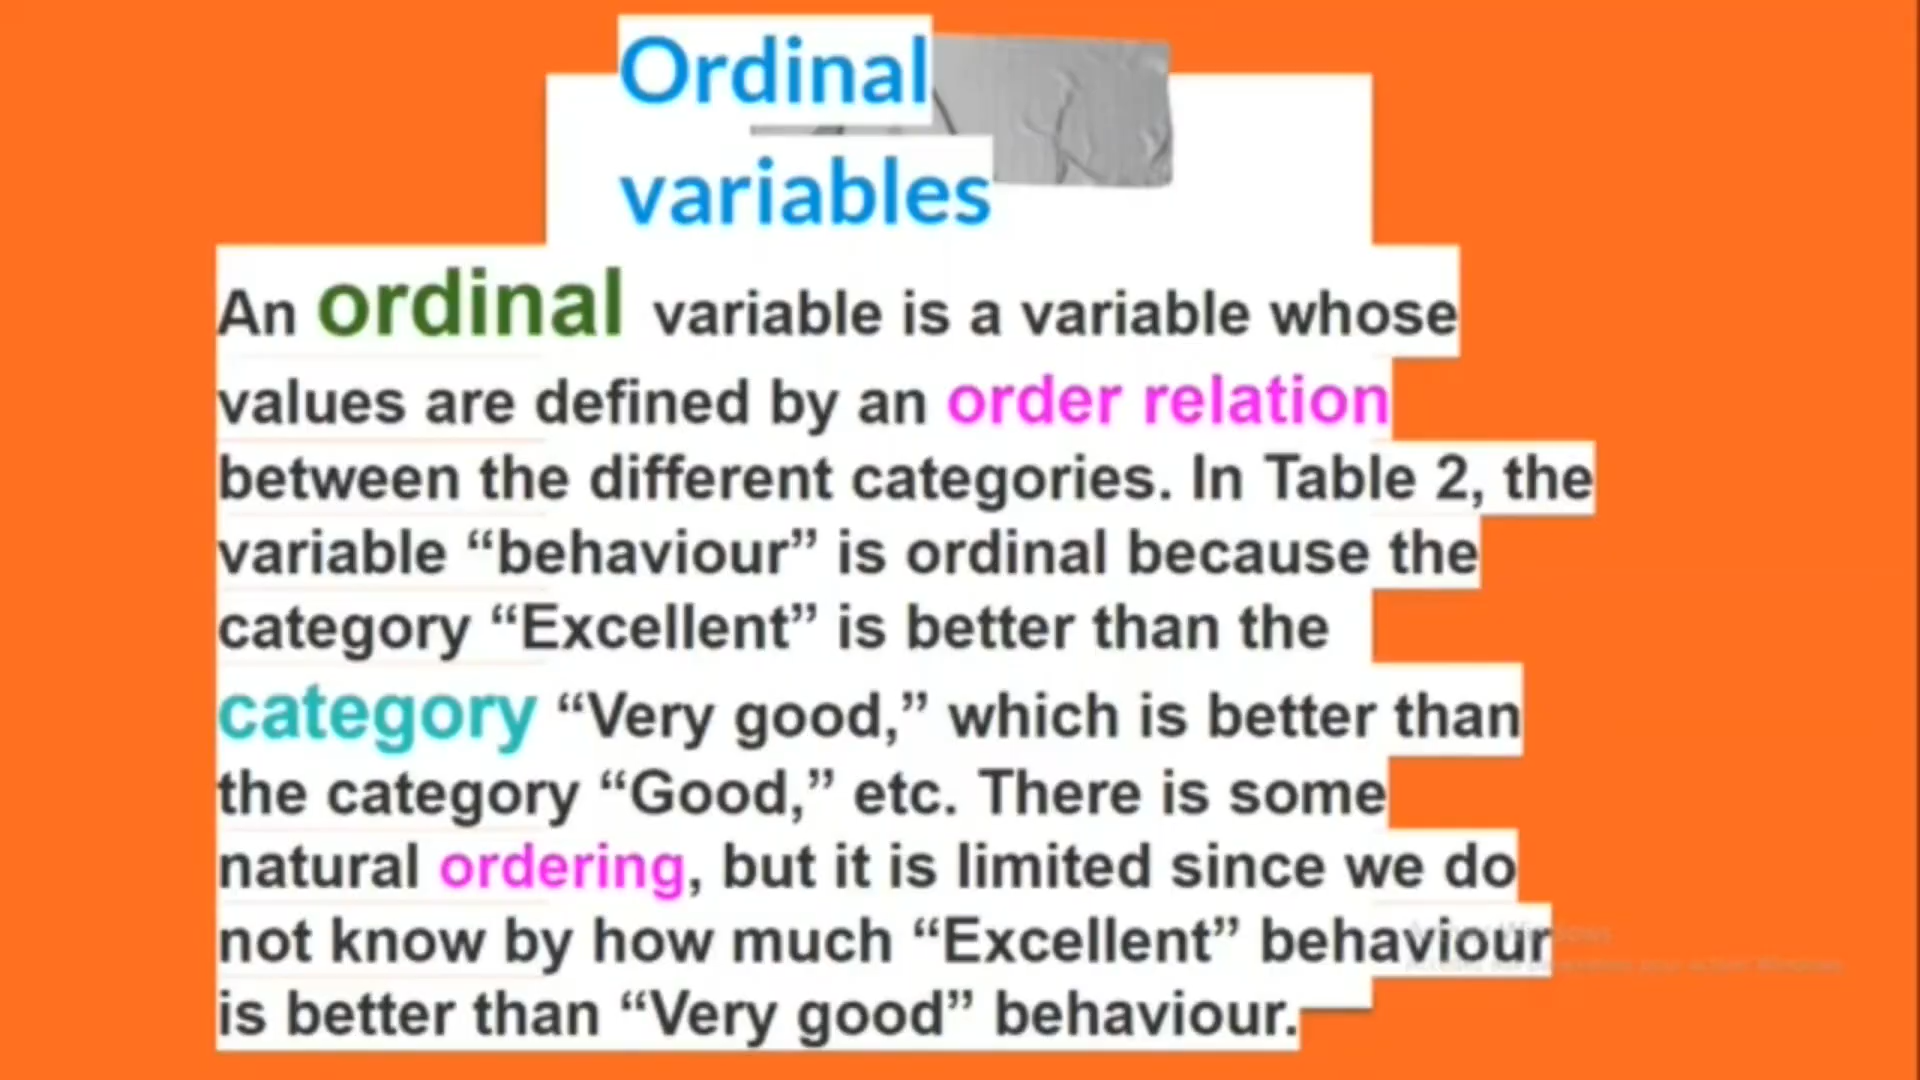 Ordinal
variables
An ordinal variable is a variable whose
values are defined by an order relation
between the different categories. In Table 2, the
variable “behaviour” is ordinal because the
category “Excellent” is better than the
category “Very good,” which is better than
the category “Good,” etc. There is some
natural ordering, but it is limited since we do
not know by how much “Excellent” behaviour
is better than “Very good” behaviour.